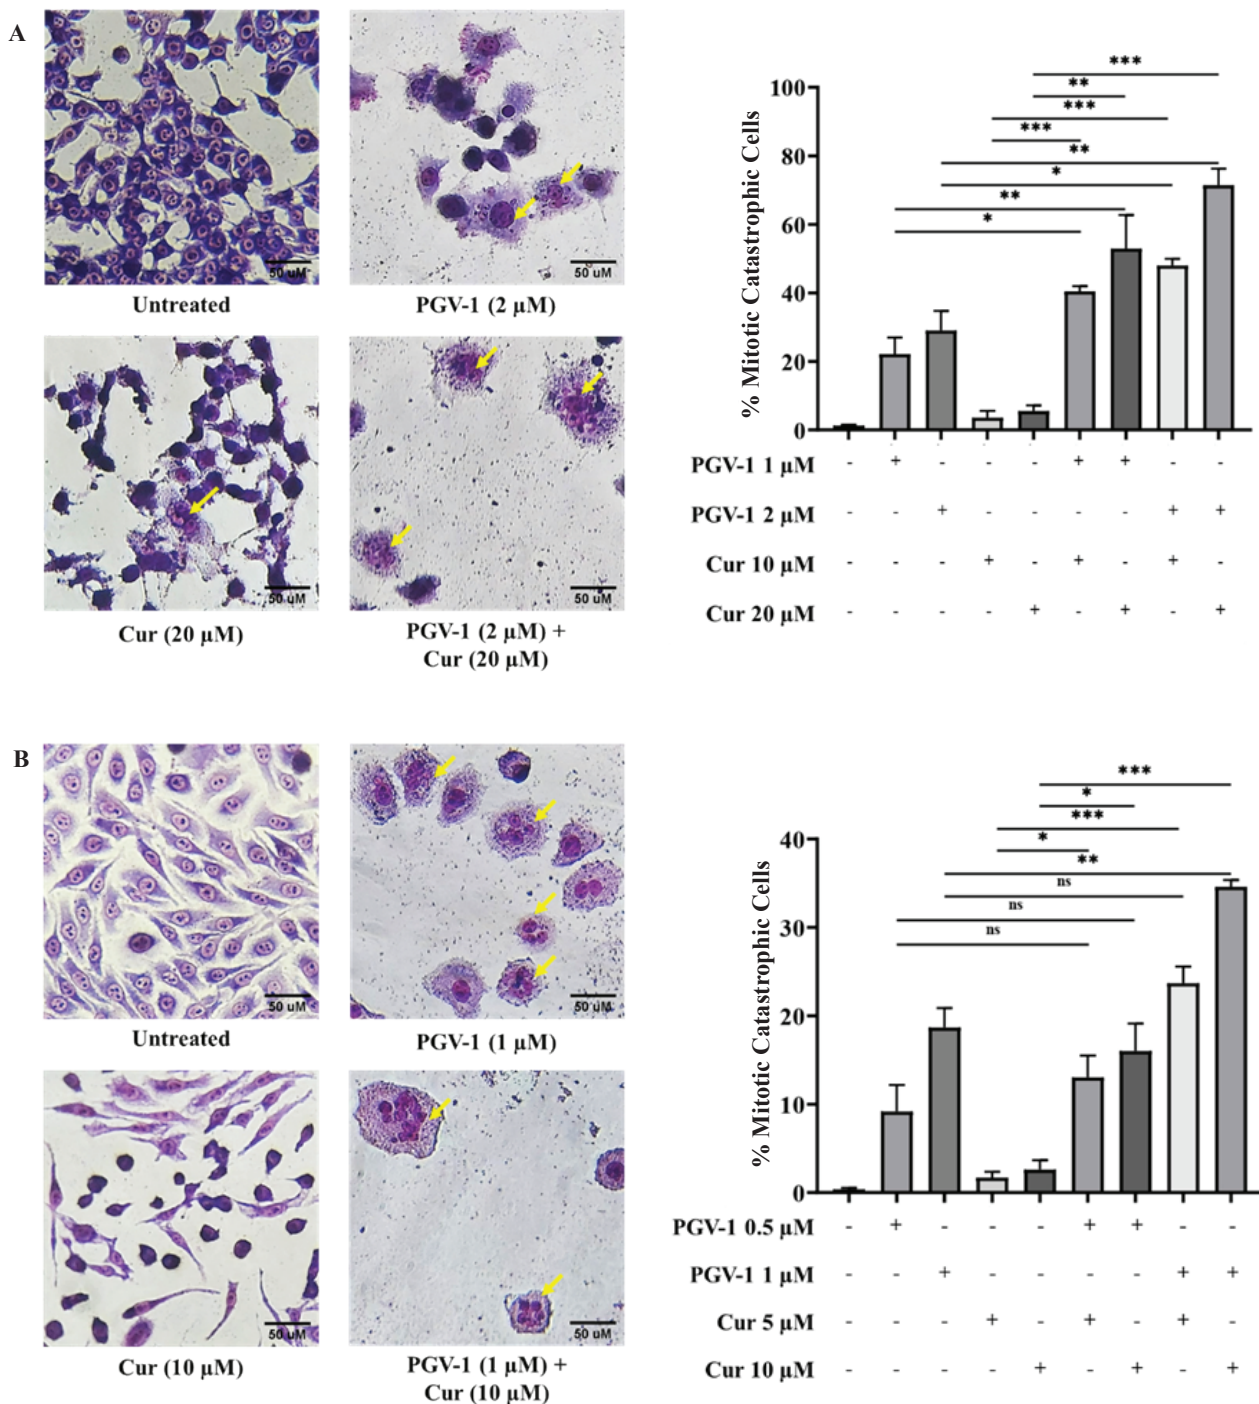 A
50 uM
50 uM
Untreated
PGV-1 (2 μM)
50 uM
50 uM
Cur (20 μM)
PGV-1 (2 μM) +
Cur (20 μM)
% Mitotic Catastrophic Cells
100
80
60
40
20
0
***
**
***
***
**
*
**
*
PGV-1 1 μM - + - - - + + - -
PGV-1 2 μM - - + - - - - + +
Cur 10 μM - - - + - + - + -
Cur 20 μM - - - - + - + - +
B
50 uM
50 uM
Untreated
PGV-1 (1 μM)
50 uM
50 uM
Cur (10 μM)
PGV-1 (1 μM) +
Cur (10 μM)
% Mitotic Catastrophic Cells
40
30
20
10
0
***
*
***
*
**
ns
ns
ns
PGV-1 0.5 μM - + - - - + + - -
PGV-1 1 μM - - + - - - - + +
Cur 5 μM - - - + - + - + -
Cur 10 μM - - - - + - + - +